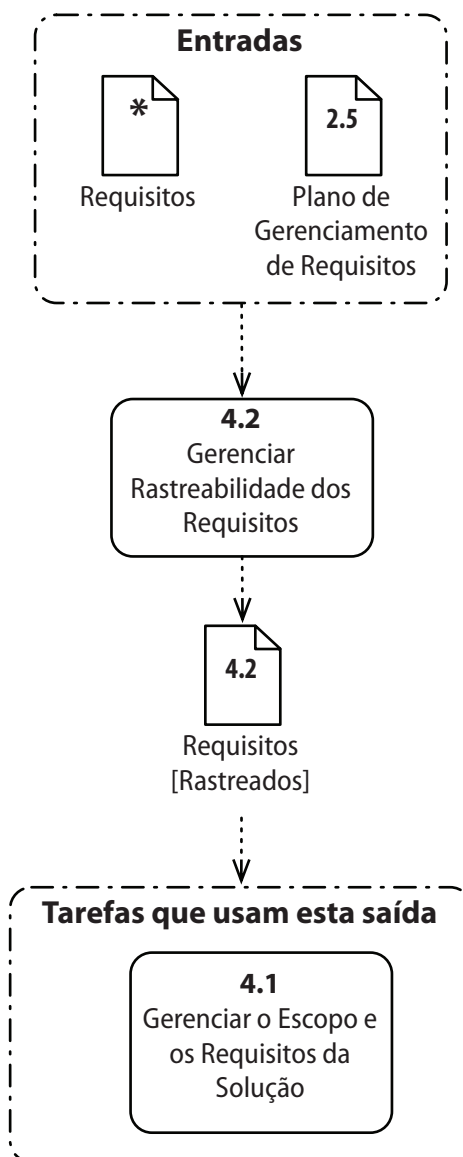 Entradas
*
2.5
Requisitos
Plano de
Gerenciamento
de Requisitos
4.2
Gerenciar
Rastreabilidade dos
Requisitos
4.2
Requisitos
[Rastreados]
Tarefas que usam esta saída
4.1
Gerenciar o Escopo e
os Requisitos da
Solução